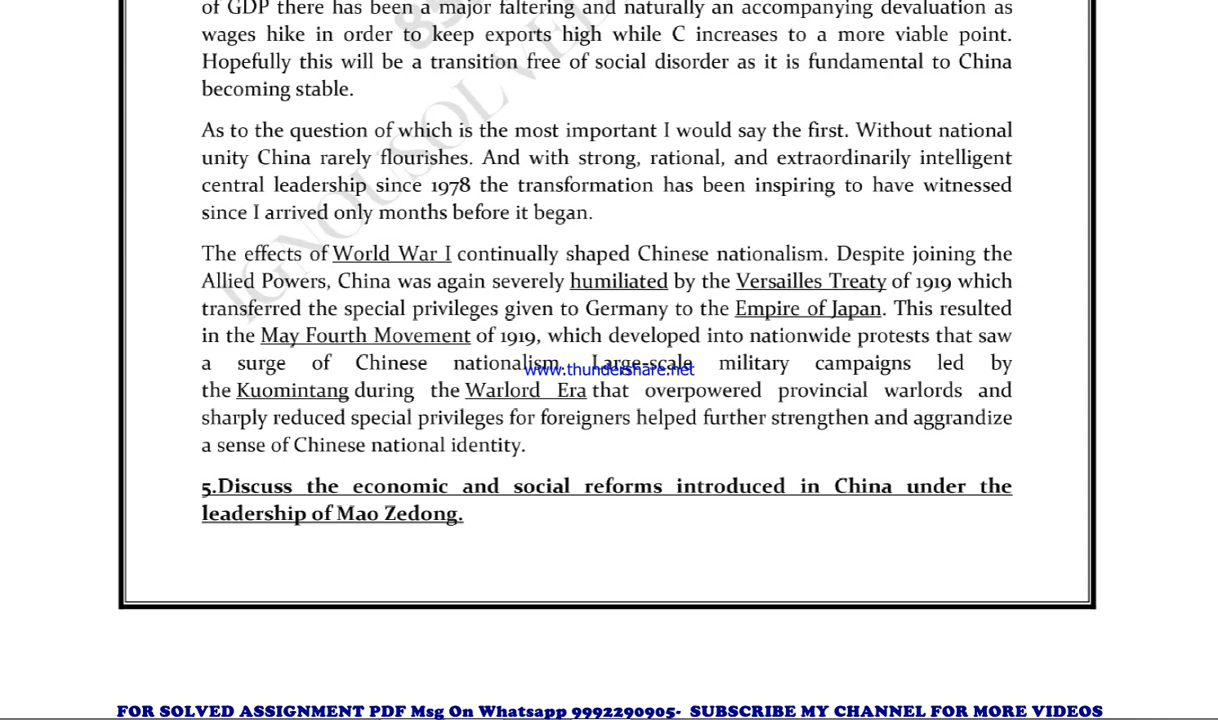 of GDP there has been a major faltering and naturally an accompanying devaluation as
wages hike in order to keep exports high while C increases to a more viable point.
Hopefully this will be a transition free of social disorder as it is fundamental to China
becoming stable.
As to the question of which is the most important I would say the first. Without national
unity China rarely flourishes. And with strong, rational, and extraordinarily intelligent
central leadership since 1978 the transformation has been inspiring to have witnessed
since I arrived only months before it began.
The effects of World War I continually shaped Chinese nationalism. Despite joining the
Allied Powers, China was again severely humiliated by the Versailles Treaty of 1919 which
transferred the special privileges given to Germany to the Empire of Japan. This resulted
in the May Fourth Movement of 1919, which developed into nationwide protests that saw
a surge of Chinese nationalism. Large-scale military campaigns led by
www.thundershare.net
the Kuomintang during the Warlord Era that overpowered provincial warlords and
sharply reduced special privileges for foreigners helped further strengthen and aggrandize
a sense of Chinese national identity.
5.Discuss the economic and social reforms introduced in China under the
leadership of Mao Zedong.
FOR SOLVED ASSIGNMENT PDF Msg On Whatsapp 9992290905- SUBSCRIBE MY CHANNEL FOR MORE VIDEOS